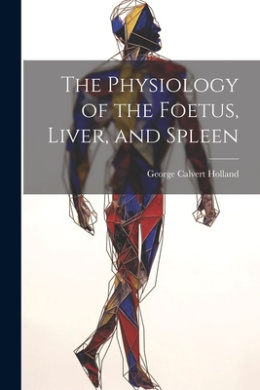 The Physiology
of the Foetus,
Liver, and Spleen
George Calvert Holland